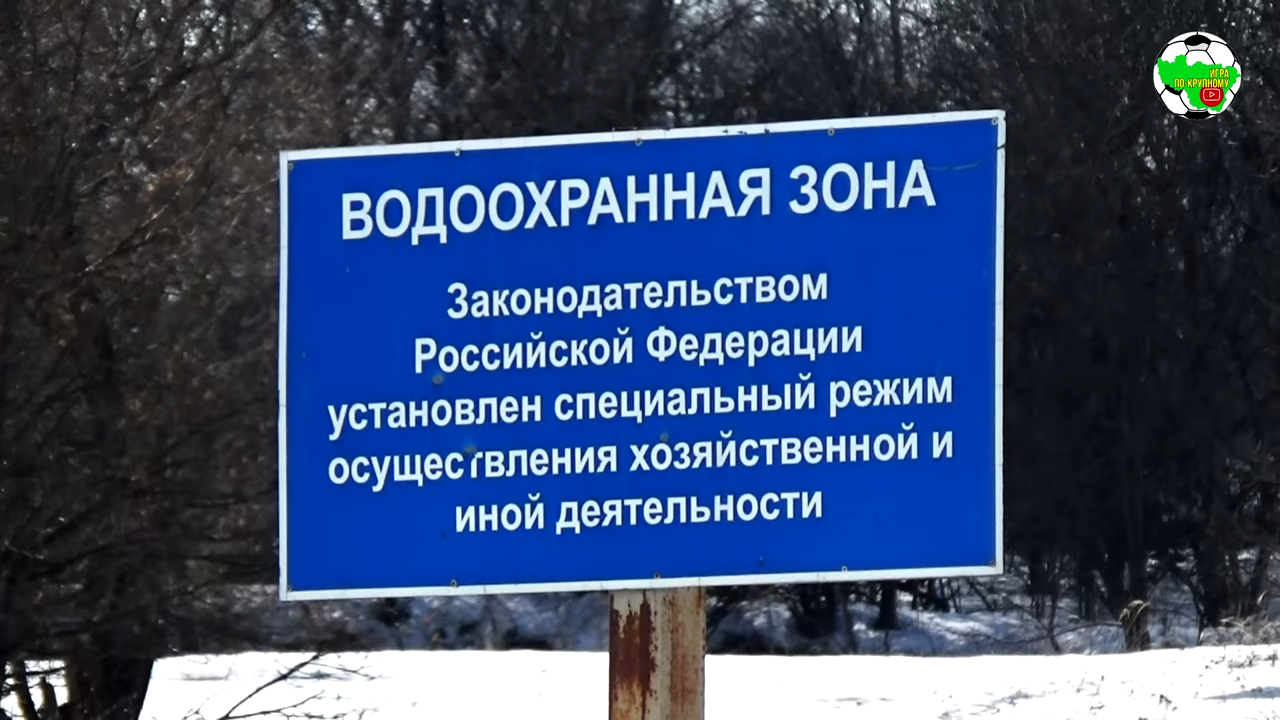 ИГРА
ПО КРУПНОМУ
ВОДООХРАННАЯ ЗОНА
Законодательством
Российской Федерации
установлен специальный режим
осуществления хозяйственной и
иной деятельности